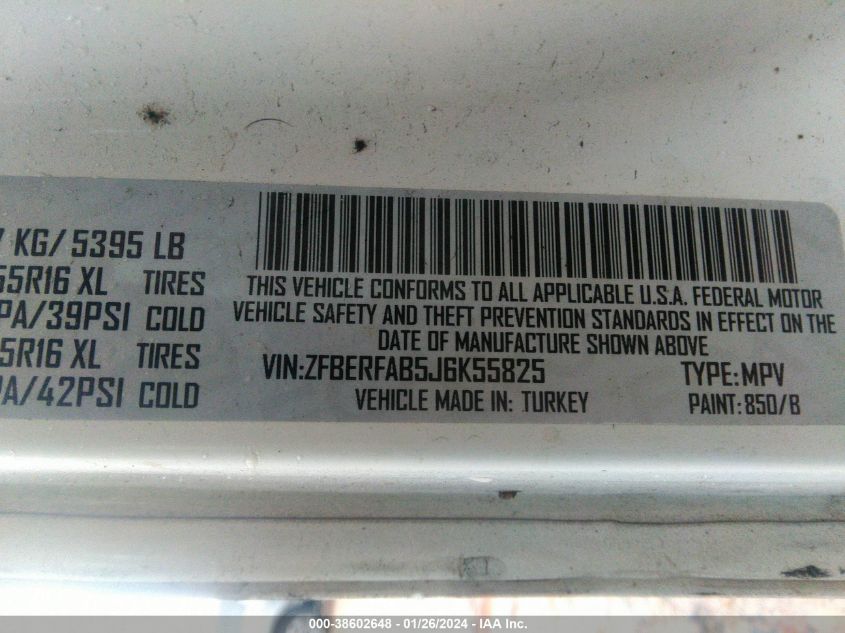 KG/ 5395 LB
55R16 XL TIRES
PA/39PSI COLD
5R16 XL TIRES
PA/42PSI COLD
THIS VEHICLE CONFORMS TO ALL APPLICABLE U.S.A. FEDERAL MOTOR
VEHICLE SAFETY AND THEFT PREVENTION STANDARDS IN EFFECT ON THE
DATE OF MANUFACTURE SHOWN ABOVE
VIN:ZFBERFAB5J6K55825 TYPE:MPV
VEHICLE MADE IN: TURKEY PAINT:850/B
000-38602648 - 01/26/2024 - IAA Inc.